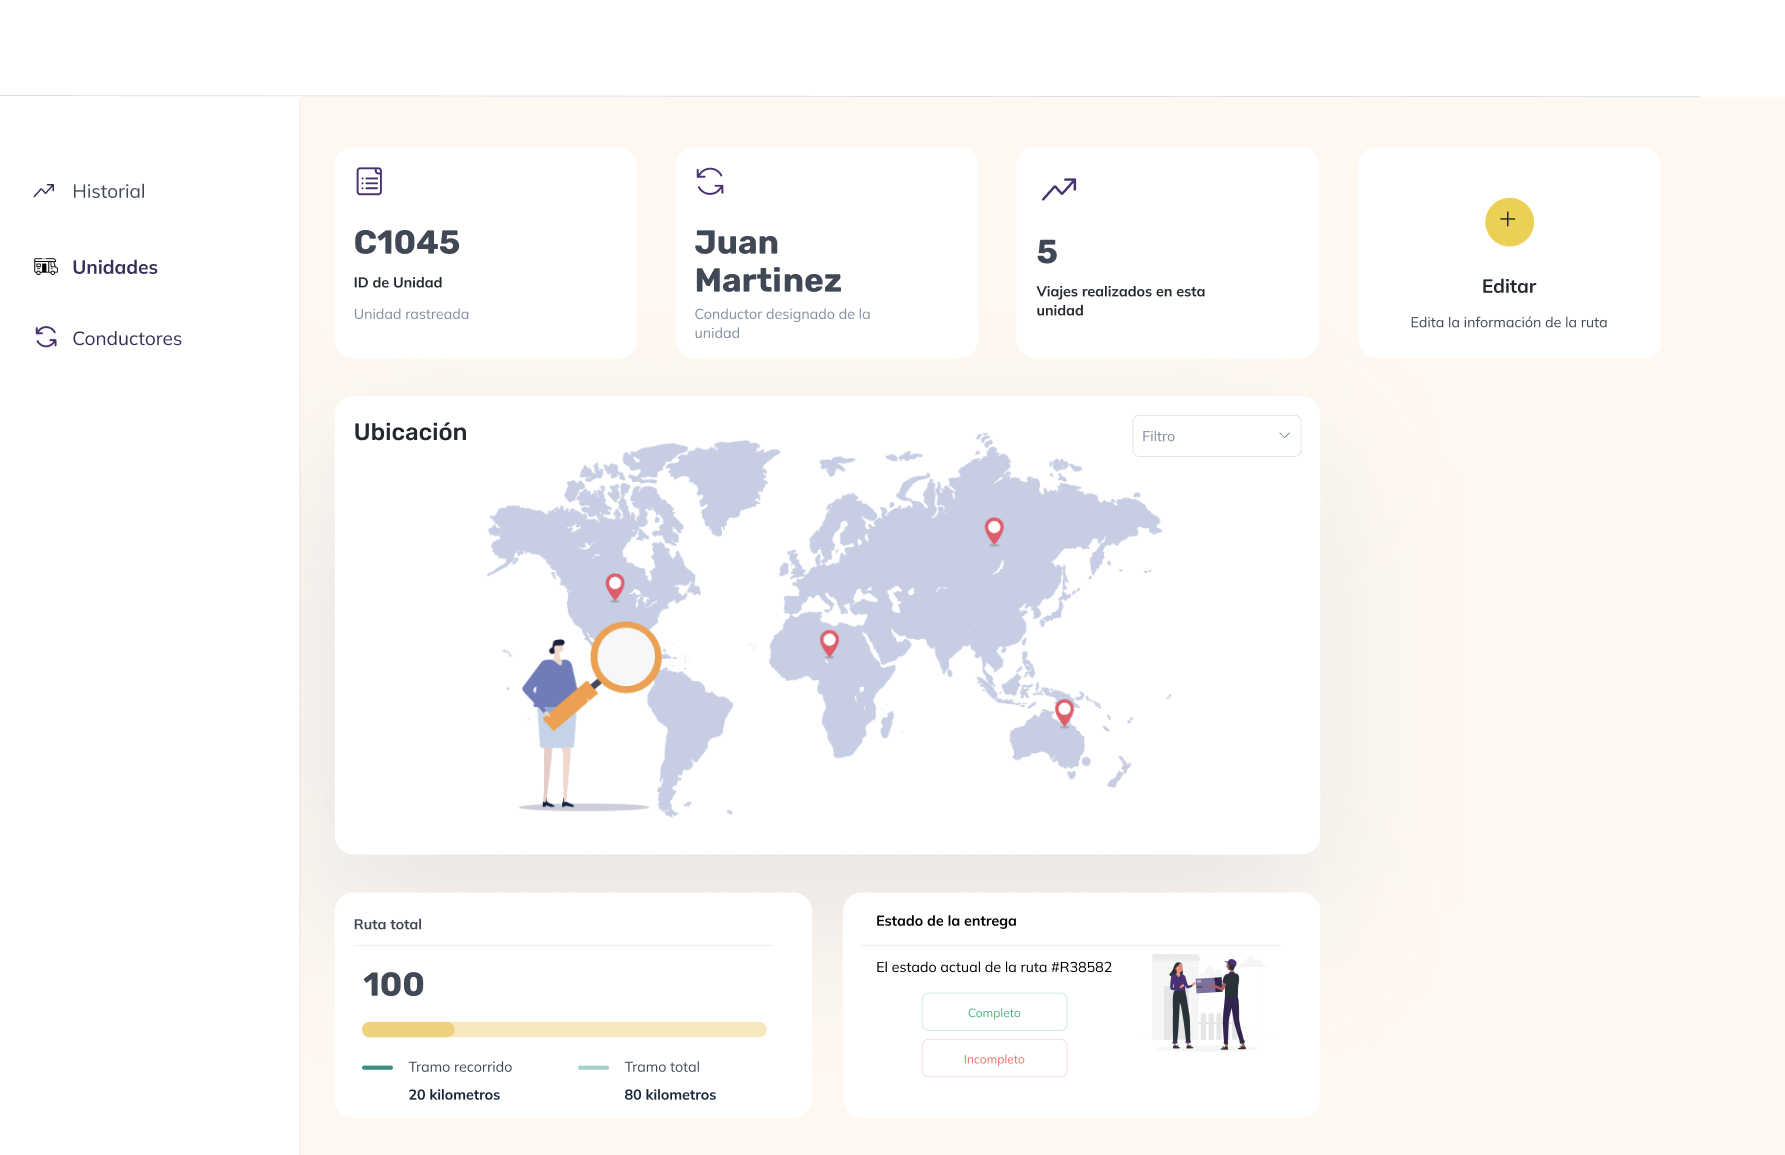 Historial
Unidades
Conductores
C1045
ID de Unidad
Unidad rastreada
Juan
Martinez
Conductor designado de la
unidad
5
Viajes realizados en esta
unidad
Editar
Edita la información de la ruta
Ubicación
Filtro
Ruta total
100
Tramo recorrido
20 kilometros
Tramo total
80 kilometros
Estado de la entrega
El estado actual de la ruta #R38582
Completo
Incompleto